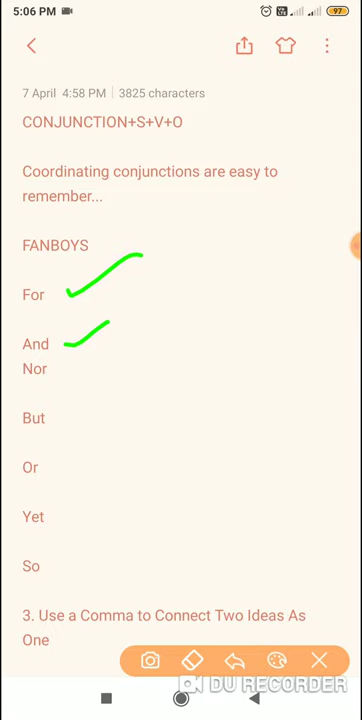 5:06 PM
97
7 April 4:58 PM | 3825 characters
CONJUNCTION+S+V+O
Coordinating conjunctions are easy to
remember...
FANBOYS
For
And
Nor
But
Or
Yet
So
3. Use a Comma to Connect Two Ideas As
One
DU RECORDER